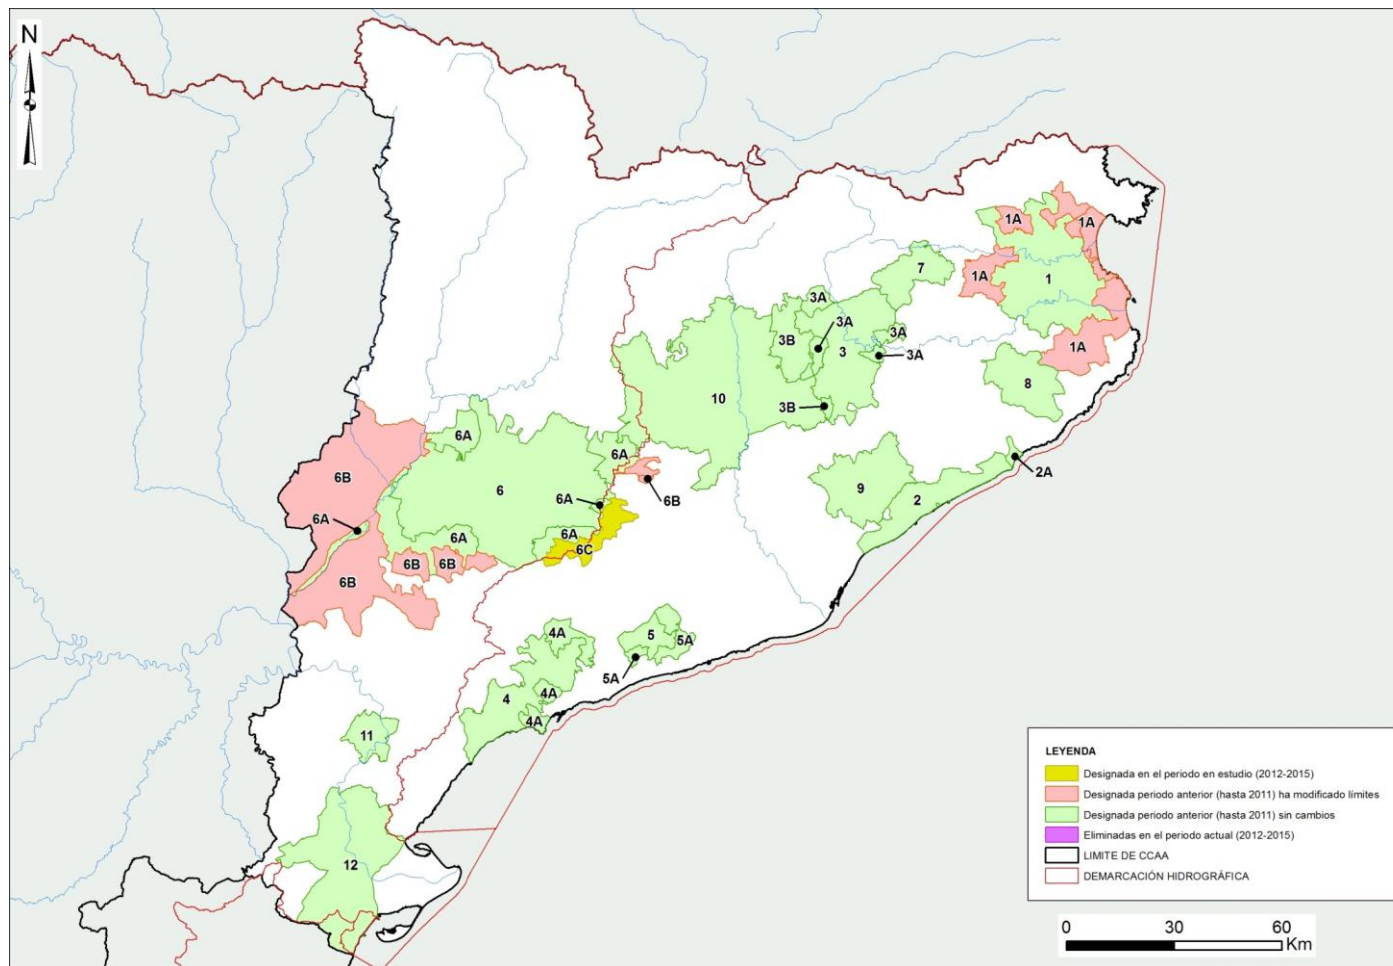 N
1A
1A
7
1A
1
3A
3A
3B
3
3A
3A
1A
8
10
3B
6A
6A
6B
6
9
2A
6A
6B
2
6A
6A
6A
6C
6B
6B
6B
4A
5
5A
5A
4
4A
4A
11
12
LEYENDA
Designada en el periodo en estudio (2012-2015)
Designada periodo anterior (hasta 2011) ha modificado límites
Designada periodo anterior (hasta 2011) sin cambios
Eliminadas en el periodo actual (2012-2015)
LIMITE DE CCAA
DEMARCACIÓN HIDROGRÁFICA
0 30 60
Km